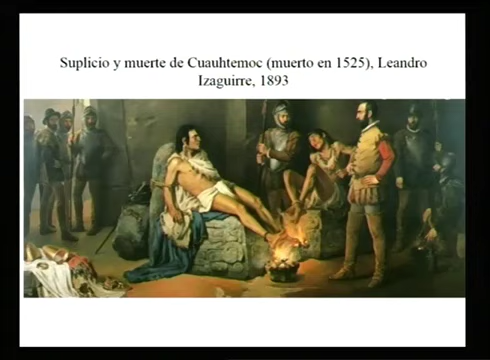 Suplicio y muerte de Cuauhtemoc (muerto en 1525), Leandro
Izaguirre, 1893